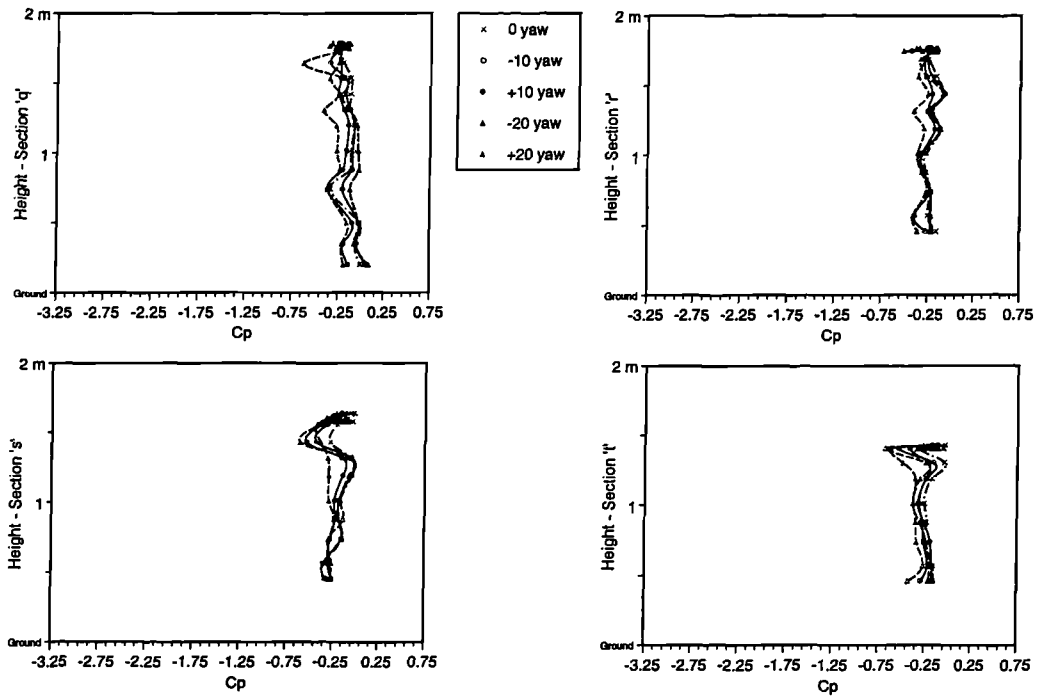 2 m
1
Ground
Height - Section 'q'
-3.25 -2.75 -2.25 -1.75 -1.25 -0.75 -0.25 0.25 0.75
Cp
0 yaw
-10 yaw
+10 yaw
-20 yaw
+20 yaw
2 m
1
Ground
Height - Section 'r'
-3.25 -2.75 -2.25 -1.75 -1.25 -0.75 -0.25 0.25 0.75
Cp
2 m
1
Ground
Height - Section 's'
-3.25 -2.75 -2.25 -1.75 -1.25 -0.75 -0.25 0.25 0.75
Cp
2 m
1
Ground
Height - Section 't'
-3.25 -2.75 -2.25 -1.75 -1.25 -0.75 -0.25 0.25 0.75
Cp